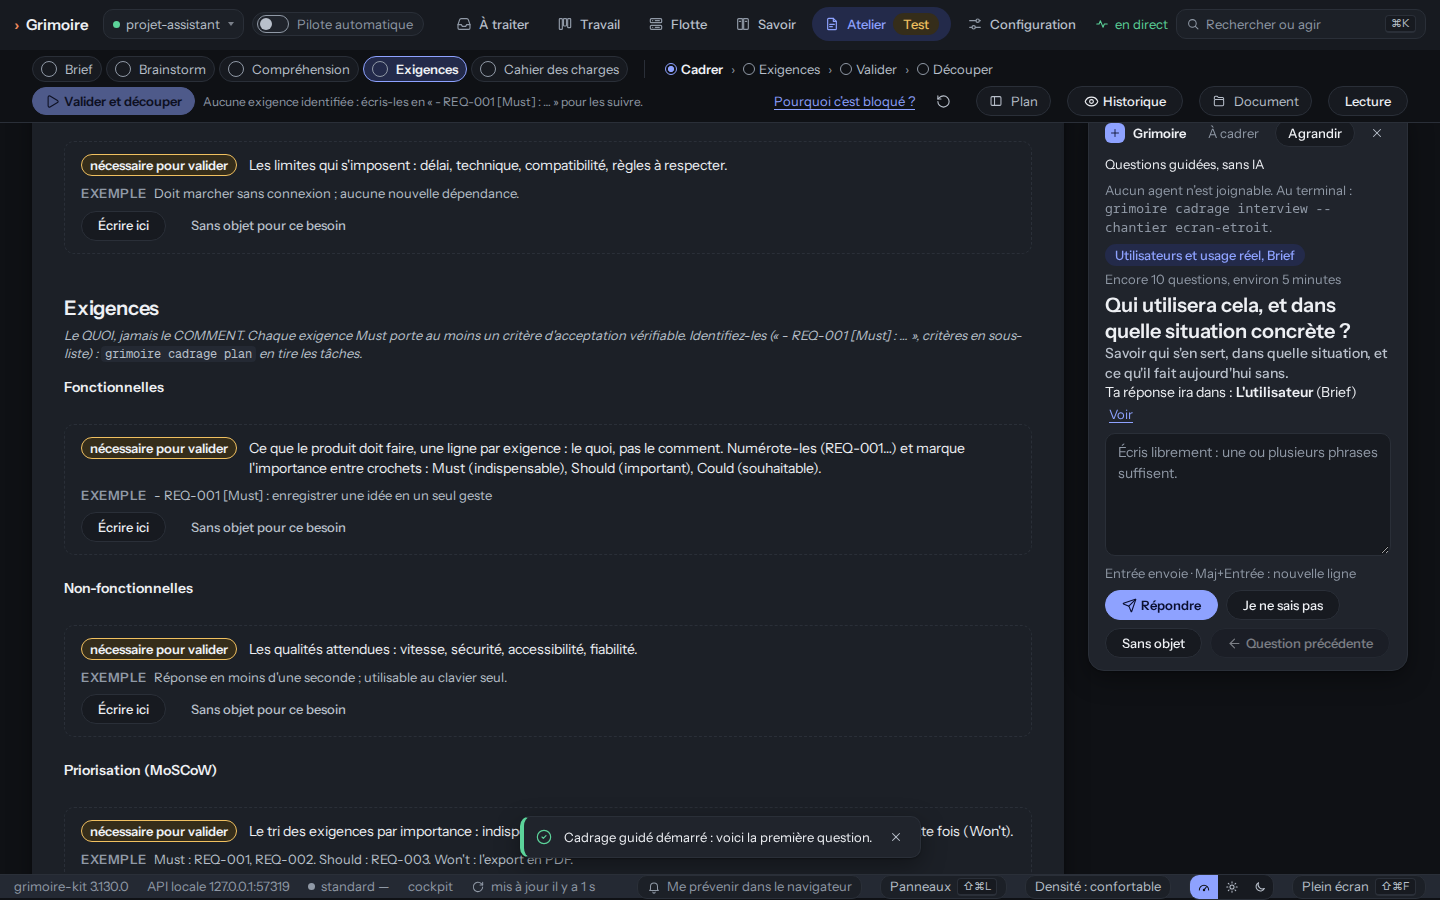 Grimoire projet-assistant Pilote automatique À traiter Travail Flotte Savoir Atelier Test Configuration en direct Rechercher ou agir ⌘K
Brief Brainstorm Compréhension Exigences Cahier des charges Cadrer › Exigences › Valider › Découper
Valider et découper Aucune exigence identifiée : écris-les en « - REQ-001 [Must] : … » pour les suivre. Pourquoi c'est bloqué ? Plan Historique Document Lecture
nécessaire pour valider Les limites qui s'imposent : délai, technique, compatibilité, règles à respecter.
EXEMPLE Doit marcher sans connexion ; aucune nouvelle dépendance.
Écrire ici Sans objet pour ce besoin
Exigences
Le QUOI, jamais le COMMENT. Chaque exigence Must porte au moins un critère d'acceptation vérifiable. Identifiez-les (« - REQ-001 [Must] : … », critères en sous-
liste) : grimoire cadrage plan en tire les tâches.
Fonctionnelles
nécessaire pour valider Ce que le produit doit faire, une ligne par exigence : le quoi, pas le comment. Numérote-les (REQ-001…) et marque
l'importance entre crochets : Must (indispensable), Should (important), Could (souhaitable).
EXEMPLE - REQ-001 [Must] : enregistrer une idée en un seul geste
Écrire ici Sans objet pour ce besoin
Non-fonctionnelles
nécessaire pour valider Les qualités attendues : vitesse, sécurité, accessibilité, fiabilité.
EXEMPLE Réponse en moins d'une seconde ; utilisable au clavier seul.
Écrire ici Sans objet pour ce besoin
Priorisation (MoSCoW)
nécessaire pour valider Le tri des exigences par importance : indisp te fois (Won't).
EXEMPLE Must : REQ-001, REQ-002. Should : REQ-003. Won't : l'export en PDF.
Grimoire À cadrer Agrandir
Questions guidées, sans IA
Aucun agent n'est joignable. Au terminal :
grimoire cadrage interview --
chantier ecran-etroit.
Utilisateurs et usage réel, Brief
Encore 10 questions, environ 5 minutes
Qui utilisera cela, et dans
quelle situation concrète ?
Savoir qui s'en sert, dans quelle situation, et
ce qu'il fait aujourd'hui sans.
Ta réponse ira dans : L'utilisateur (Brief)
Voir
Écris librement : une ou plusieurs phrases
suffisent.
Entrée envoie · Maj+Entrée : nouvelle ligne
Répondre Je ne sais pas
Sans objet ← Question précédente
Cadrage guidé démarré : voici la première question.
grimoire-kit 3.130.0 API locale 127.0.0.1:57319 standard — cockpit mis à jour il y a 1 s Me prévenir dans le navigateur Panneaux ⇧⌘L Densité : confortable Plein écran ⇧⌘F